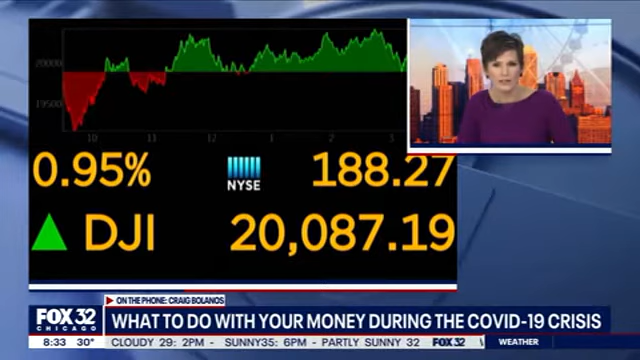 20000
19500
10
11
12
1
2
3
0.95%
NYSE
188.27
DJI
20,087.19
ON THE PHONE: CRAIG BOLANOS
FOX 32
CHICAGO
WHAT TO DO WITH YOUR MONEY DURING THE COVID-19 CRISIS
8:33 30°
CLOUDY 29: 2PM - SUNNY35: 6PM - PARTLY SUNNY
FOX 32
WEATHER